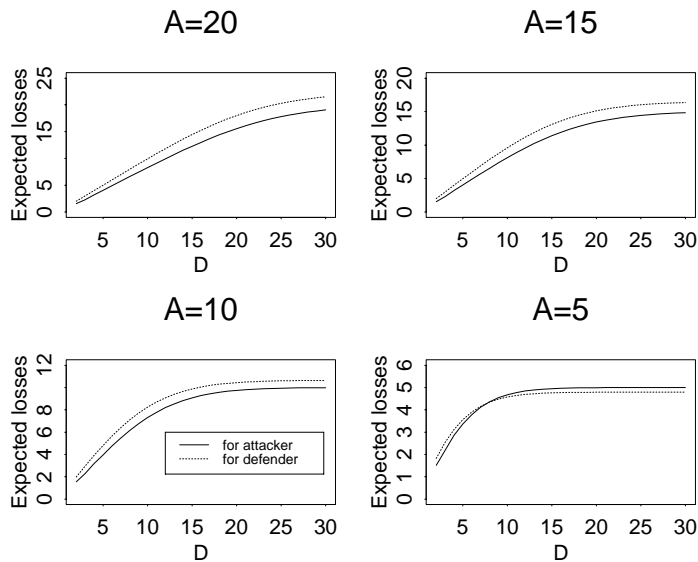 A=20
Expected losses
0 5 15 25
5 10 15 20 25 30
D
A=15
Expected losses
0 5 10 15 20
5 10 15 20 25 30
D
A=10
Expected losses
0 2 4 6 8 12
5 10 15 20 25 30
D
for attacker
for defender
A=5
Expected losses
0 1 2 3 4 5 6
5 10 15 20 25 30
D